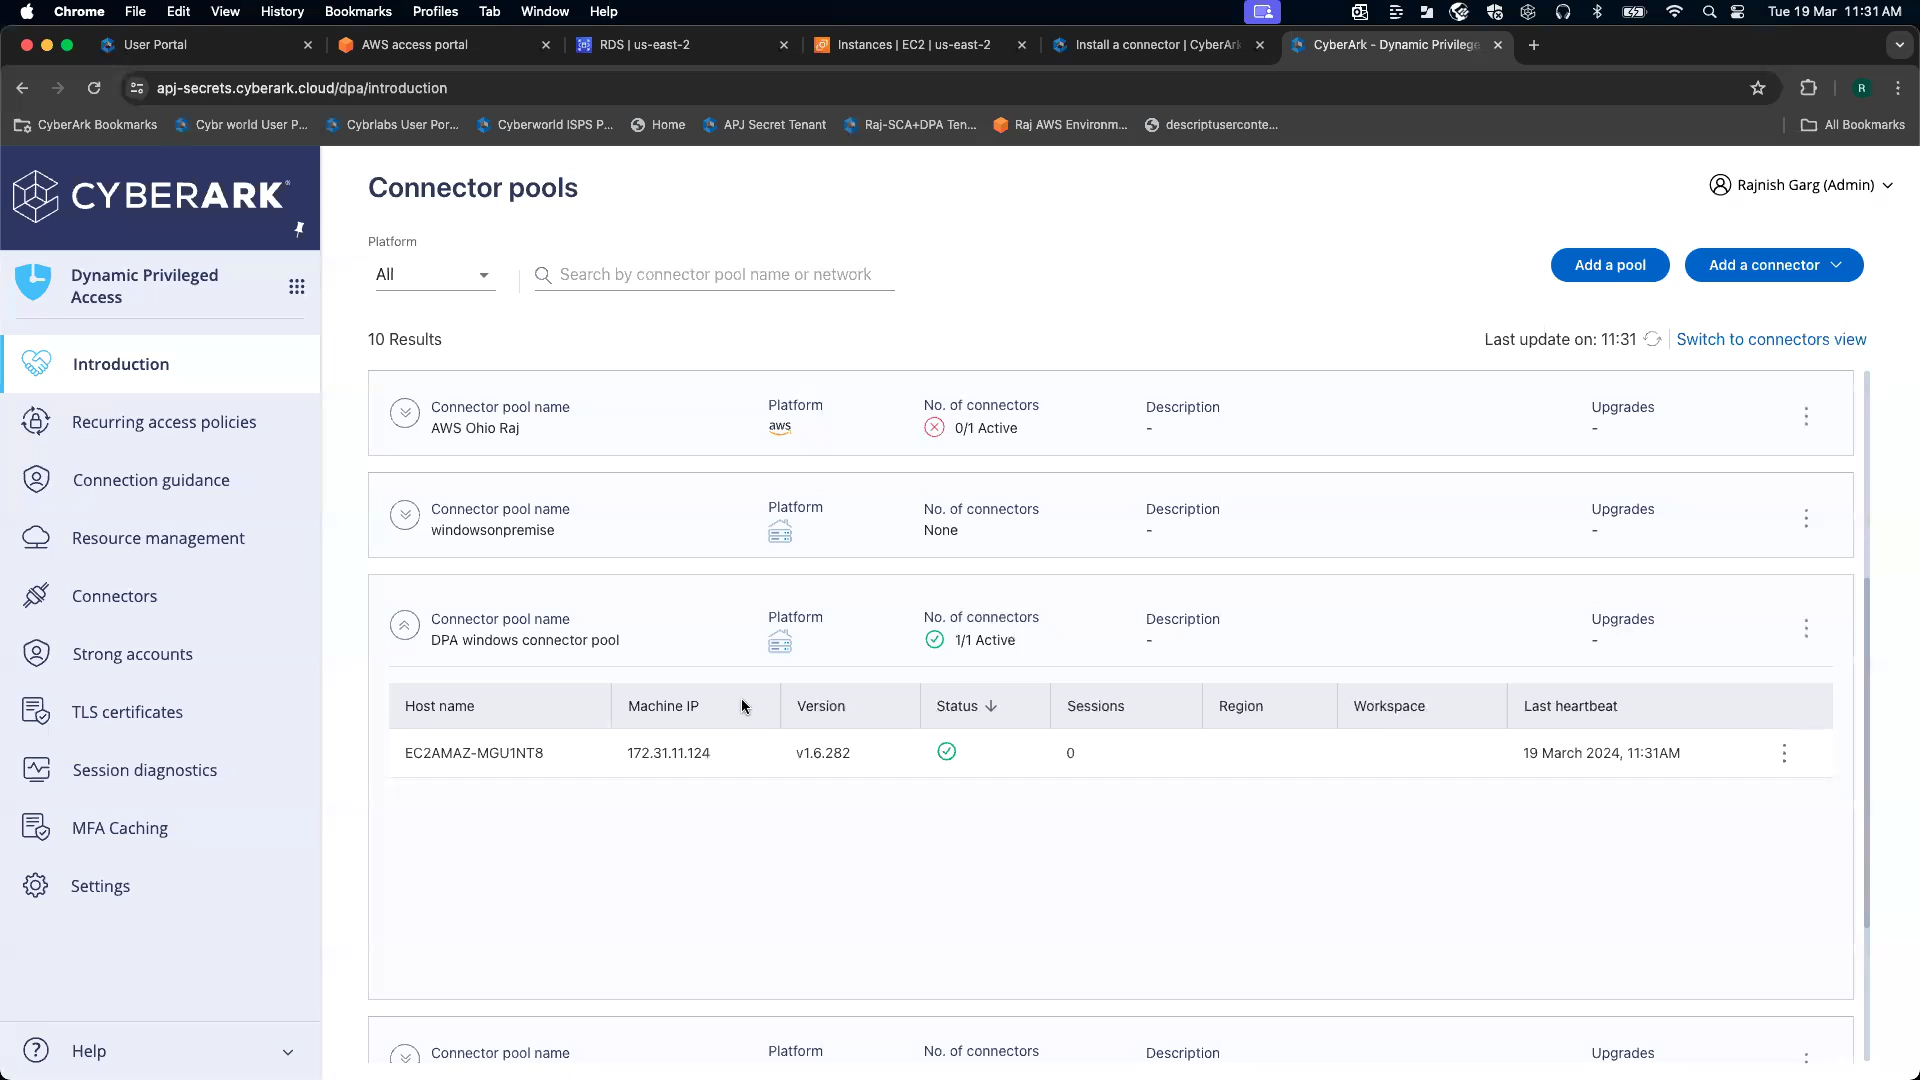 Chrome File Edit View History Bookmarks Profiles Tab Window Help Tue 19 Mar 11:31 AM
User Portal AWS access portal RDS | us-east-2 Instances | EC2 | us-east-2 Install a connector | CyberArk CyberArk - Dynamic Privilege
apj-secrets.cyberark.cloud/dpa/introduction R
CyberArk Bookmarks Cybr world User P... Cybrlabs User Por... Cyberworld ISPS P... Home APJ Secret Tenant Raj-SCA+DPA Ten... Raj AWS Environm... descriptuserconte... All Bookmarks
CYBERARK®
Connector pools
Rajnish Garg (Admin)
Platform
All
Search by connector pool name or network
Add a pool
Add a connector
Dynamic Privileged
Access
Introduction
Recurring access policies
Connection guidance
Resource management
Connectors
Strong accounts
TLS certificates
Session diagnostics
MFA Caching
Settings
Help
10 Results
Last update on: 11:31 Switch to connectors view
Connector pool name Platform No. of connectors Description Upgrades
AWS Ohio Raj aws 0/1 Active - -
Connector pool name Platform No. of connectors Description Upgrades
windowsonpremise None - -
Connector pool name Platform No. of connectors Description Upgrades
DPA windows connector pool 1/1 Active - -
Host name Machine IP Version Status Sessions Region Workspace Last heartbeat
EC2AMAZ-MGU1NT8 172.31.11.124 v1.6.282 0 19 March 2024, 11:31AM
Connector pool name Platform No. of connectors Description Upgrades